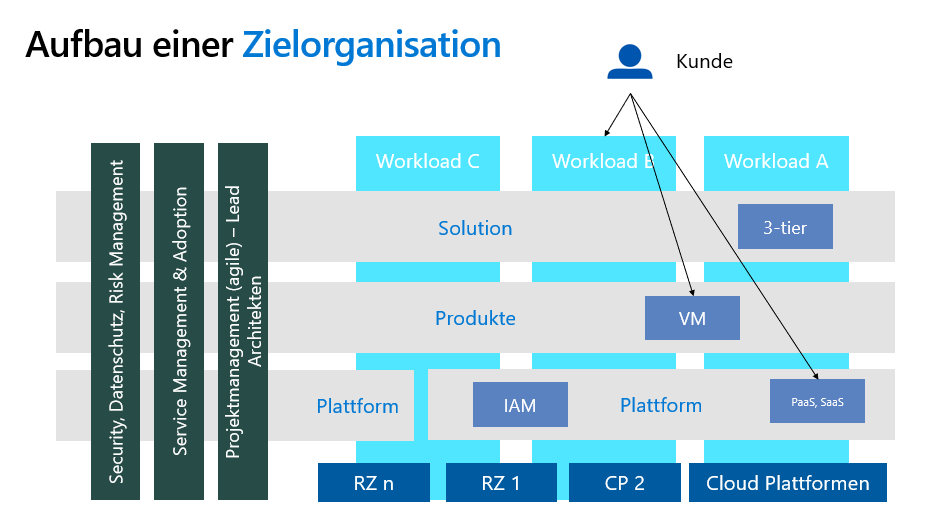 Aufbau einer Zielorganisation
Kunde
Workload C
Workload B
Workload A
Security, Datenschutz, Risk Management
Service Management & Adoption
Projektmanagement (agile) – Lead
Architekten
Solution
3-tier
Produkte
VM
Plattform
IAM
Plattform
PaaS, SaaS
RZ n
RZ 1
CP 2
Cloud Plattformen